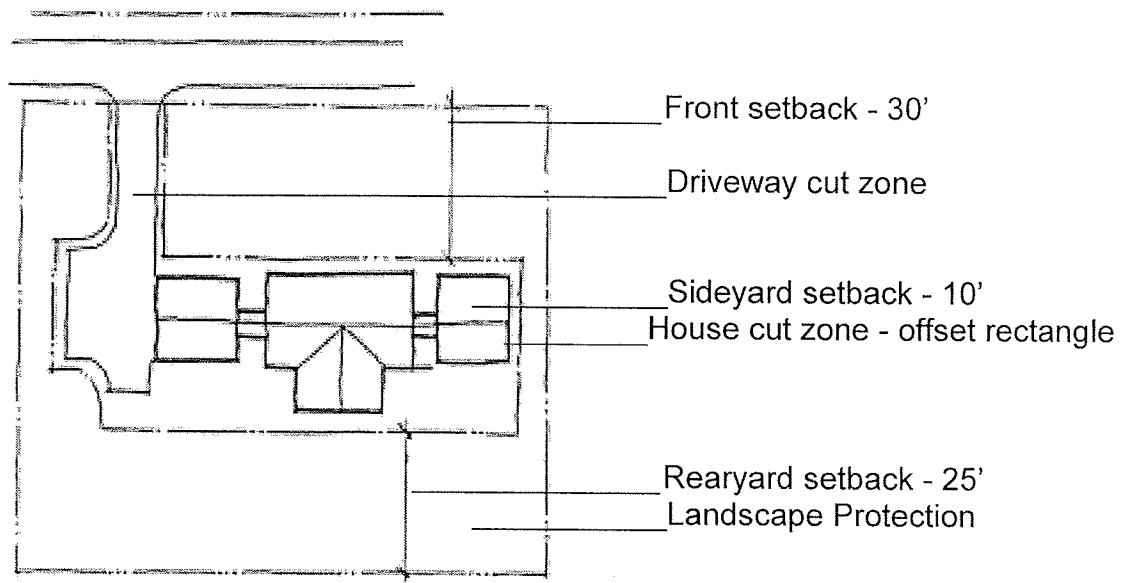 Front setback - 30'
Driveway cut zone
Sideyard setback - 10'
House cut zone - offset rectangle
Rearyard setback - 25'
Landscape Protection